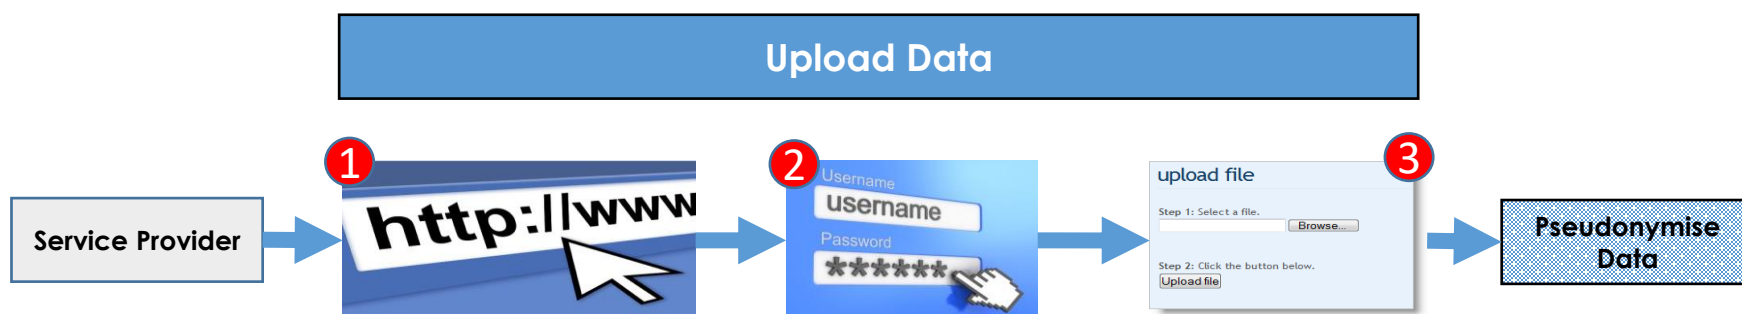 Upload Data
Service Provider
1
http://www
2
Username
username
Password
******
3
upload file
Step 1: Select a file.
Browse...
Step 2: Click the button below.
Upload file
Pseudonymise
Data